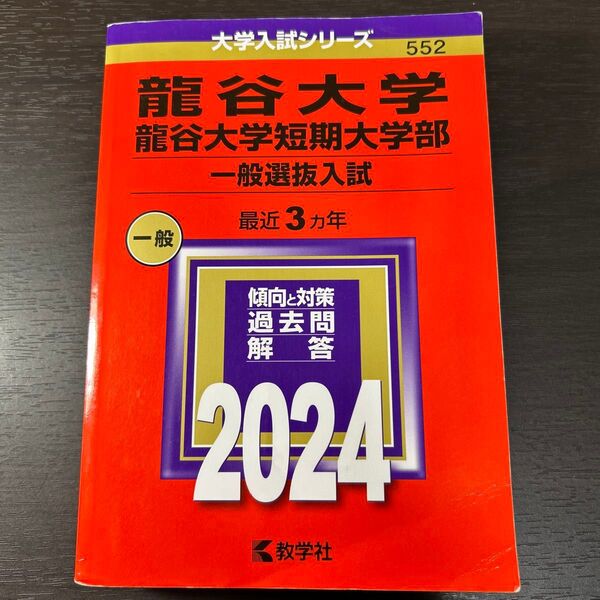 大学入試シリーズ
552
龍谷大学
龍谷大学短期大学部
一般選抜入試
最近3カ年
一般
傾向と対策
過去問
解答
2024
教学社